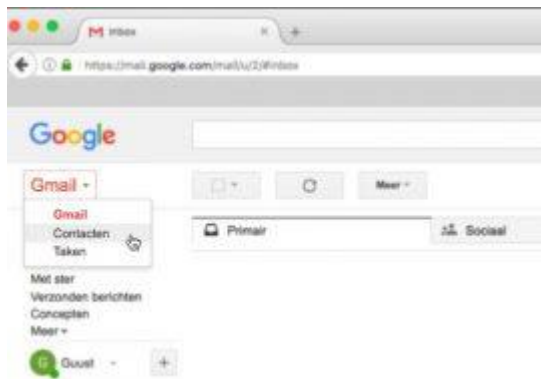 Inbox
https://mail.google.com/mail/u/2/#inbox
Google
Gmail
Meer
Gmail
Contacten
Taken
Primair
Sociaal
Met ster
Verzonden berichten
Concepten
Meer
G Guust +